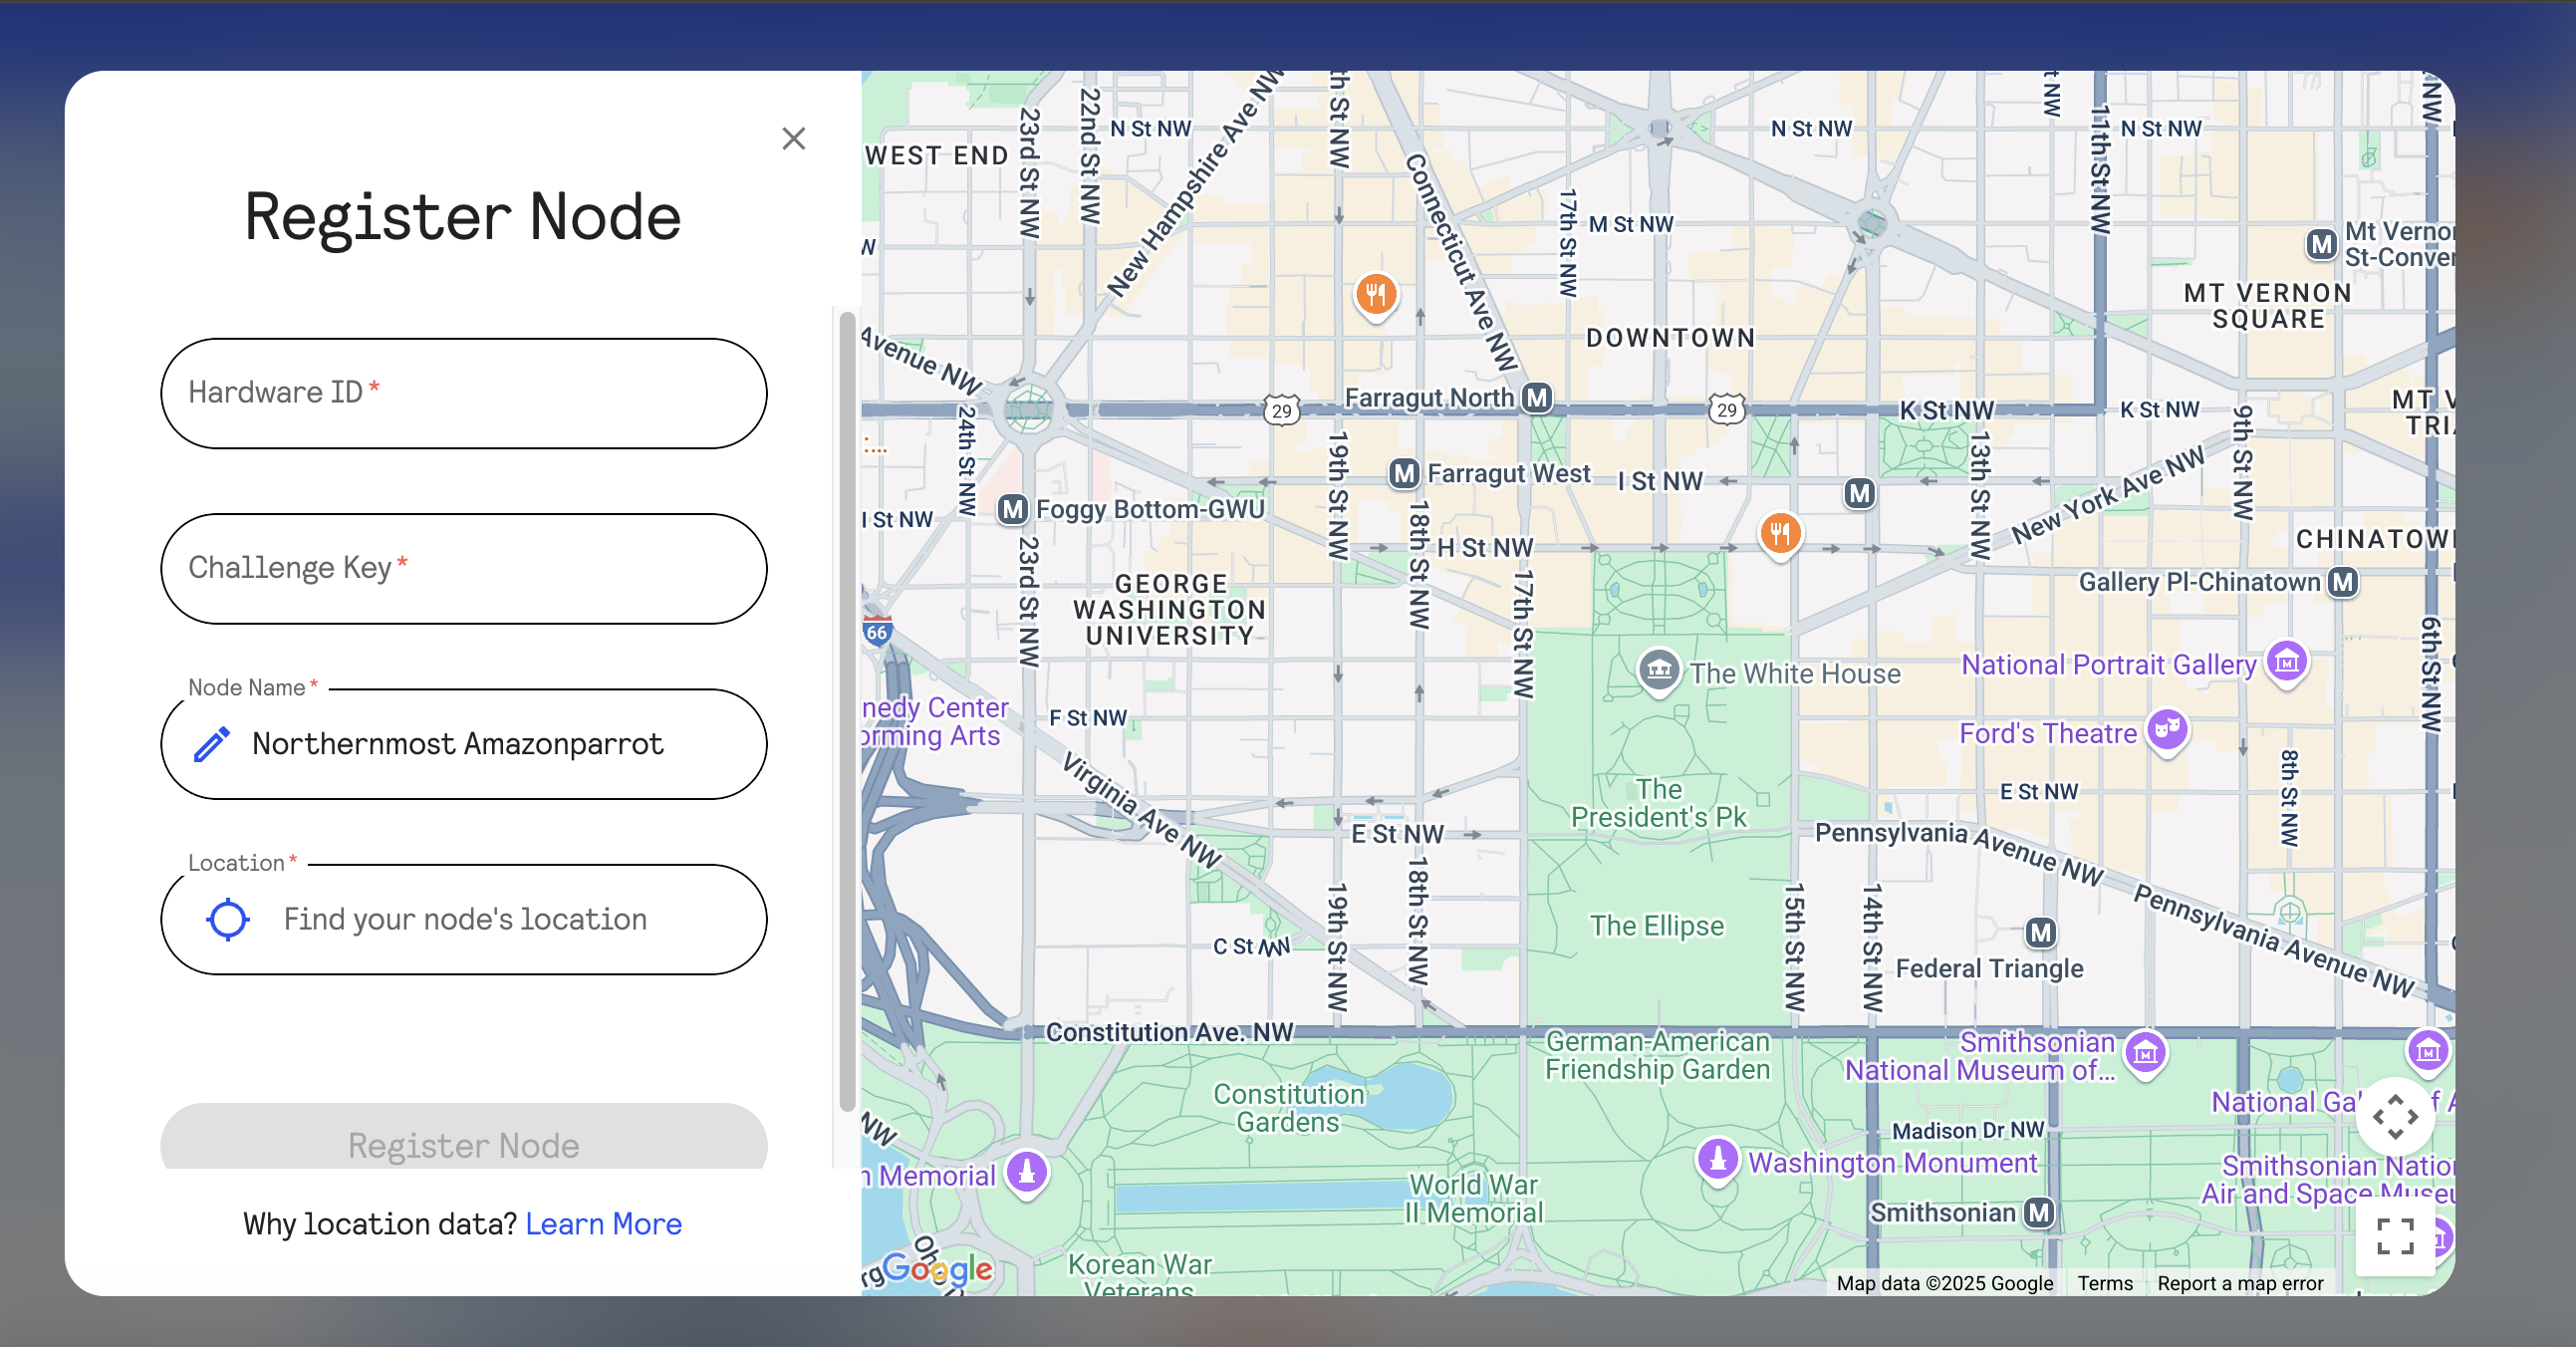 Register Node
Hardware ID *
Challenge Key *
Node Name *
Northernmost Amazonparrot
Location *
Find your node's location
Register Node
Why location data? Learn More
WEST END
23rd St NW
22nd St NW
N St NW
New Hampshire Ave NW
th St NW
Connecticut Ave NW
17th St NW
M St NW
N St NW
t NW
11th St NW
N St NW
NW
Mt Vernon
St-Conven
MT VERNON
SQUARE
DOWNTOWN
Avenue NW
24th St NW
29
Farragut North
29
K St NW
K St NW
9th St NW
MT V
TRIA
19th St NW
Farragut West
I St NW
13th St NW
New York Ave NW
Foggy Bottom-GWU
I St NW
18th St NW
H St NW
CHINATOWN
Gallery Pl-Chinatown
GEORGE
WASHINGTON
UNIVERSITY
23rd St NW
17th St NW
66
The White House
National Portrait Gallery
6th St NW
nedy Center
orming Arts
F St NW
Ford's Theatre
Virginia Ave NW
The
President's Pk
E St NW
8th St NW
E St NW
Pennsylvania Avenue NW
Pennsylvania Avenue NW
18th St NW
19th St NW
The Ellipse
15th St NW
14th St NW
C St NW
Federal Triangle
Constitution Ave. NW
German-American
Friendship Garden
Smithsonian
National Museum of...
Constitution
Gardens
National Ga
f A
NW
Madison Dr NW
n Memorial
World War
II Memorial
Washington Monument
Smithsonian Nation
Air and Space Museu
Smithsonian
Korean War
Veterans
Google
Map data ©2025 Google
Terms
Report a map error